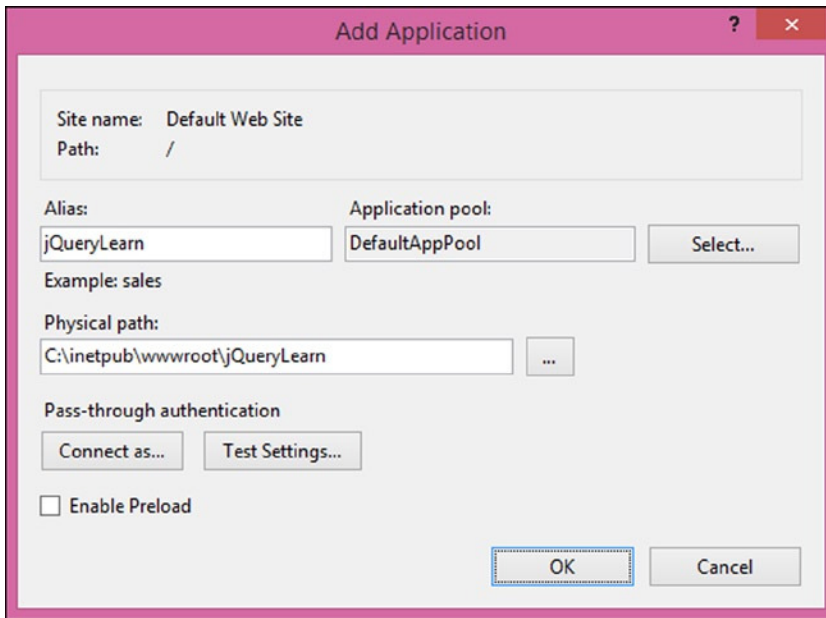 Add Application
?
×
Site name: Default Web Site
Path: /
Alias:
Application pool:
jQueryLearn
DefaultAppPool
Select...
Example: sales
Physical path:
C:\inetpub\wwwroot\jQueryLearn
...
Pass-through authentication
Connect as...
Test Settings...
Enable Preload
OK
Cancel